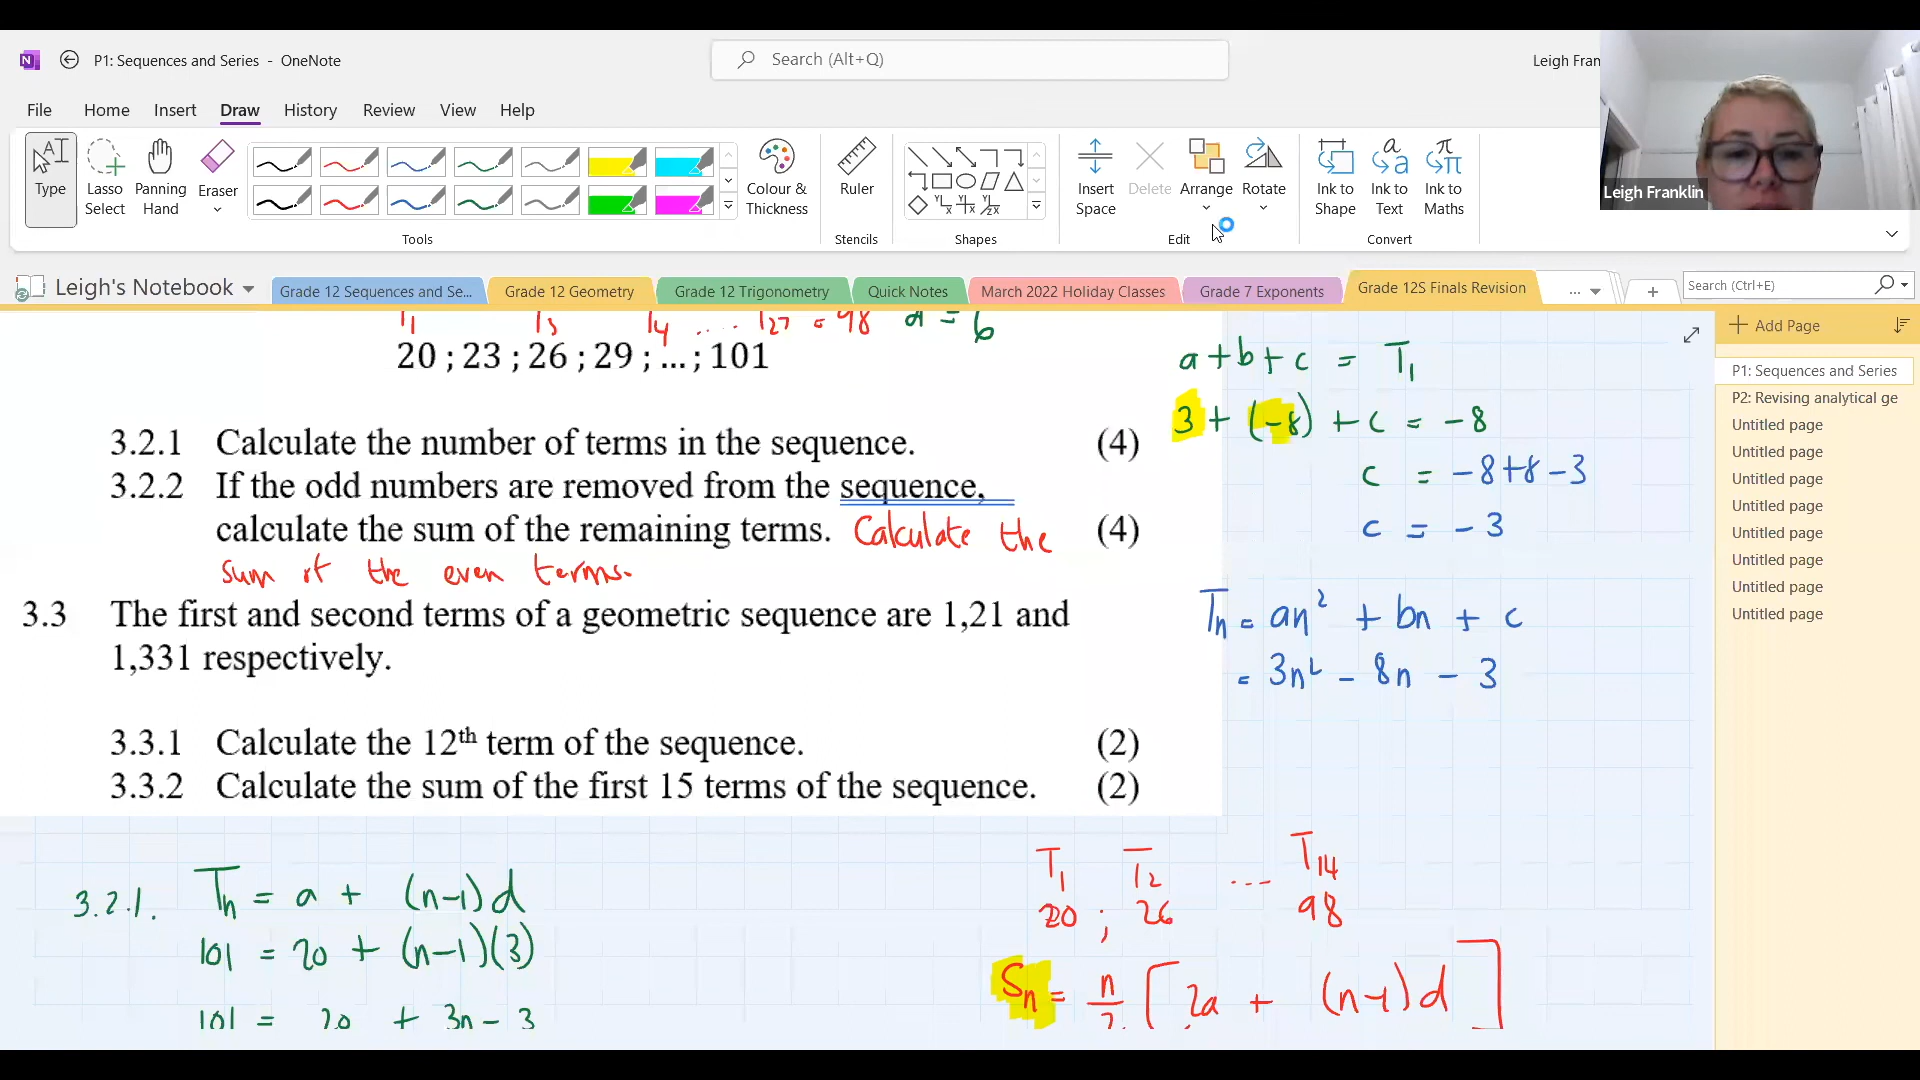 P1: Sequences and Series - OneNote
Search (Alt+Q)
Leigh Fran
File Home Insert Draw History Review View Help
Type
Lasso Select
Panning Hand
Eraser
Colour & Thickness
Ruler
Insert Space
Delete
Arrange
Rotate
Ink to Shape
Ink to Text
Ink to Maths
Leigh Franklin
Tools Stencils Shapes Edit Convert
Leigh's Notebook
Grade 12 Sequences and Se...
Grade 12 Geometry
Grade 12 Trigonometry
Quick Notes
March 2022 Holiday Classes
Grade 7 Exponents
Grade 12S Finals Revision
...
Search (Ctrl+E)
Add Page
P1: Sequences and Series
P2: Revising analytical ge
Untitled page
Untitled page
Untitled page
Untitled page
Untitled page
Untitled page
Untitled page
Untitled page
T1 T3 T4 .... T27 = 98 d = 6
20 ; 23 ; 26 ; 29 ; ... ; 101
3.2.1 Calculate the number of terms in the sequence. (4)
3.2.2 If the odd numbers are removed from the sequence,
calculate the sum of the remaining terms. Calculate the (4)
sum of the even terms.
3.3 The first and second terms of a geometric sequence are 1,21 and
1,331 respectively.
3.3.1 Calculate the 12th term of the sequence. (2)
3.3.2 Calculate the sum of the first 15 terms of the sequence. (2)
a + b + c = T1
3 + (-8) + c = -8
c = -8 + 8 - 3
c = -3
Tn = an² + bn + c
= 3n² - 8n - 3
3.2.1. Tn = a + (n-1)d
101 = 20 + (n-1)(3)
101 = 20 + 3n - 3
T1 T2 ... T14
20 ; 26 98
Sn = n/2 [2a + (n-1)d]